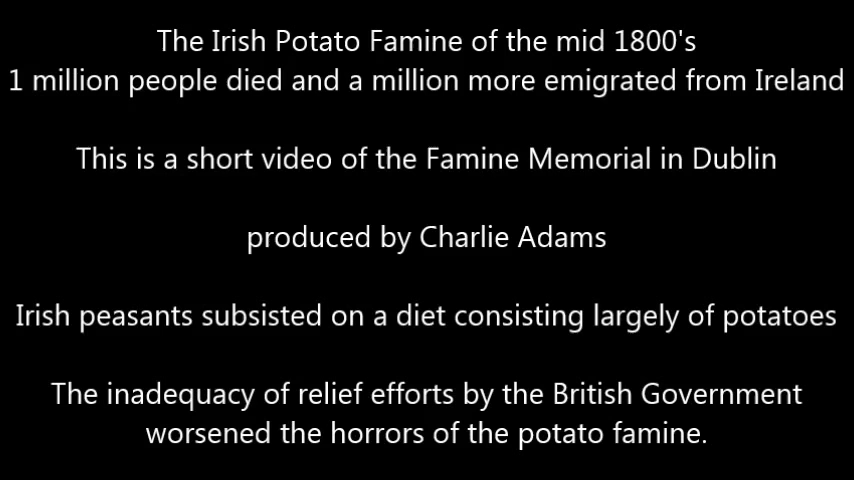 The Irish Potato Famine of the mid 1800's
1 million people died and a million more emigrated from Ireland
This is a short video of the Famine Memorial in Dublin
produced by Charlie Adams
Irish peasants subsisted on a diet consisting largely of potatoes
The inadequacy of relief efforts by the British Government
worsened the horrors of the potato famine.